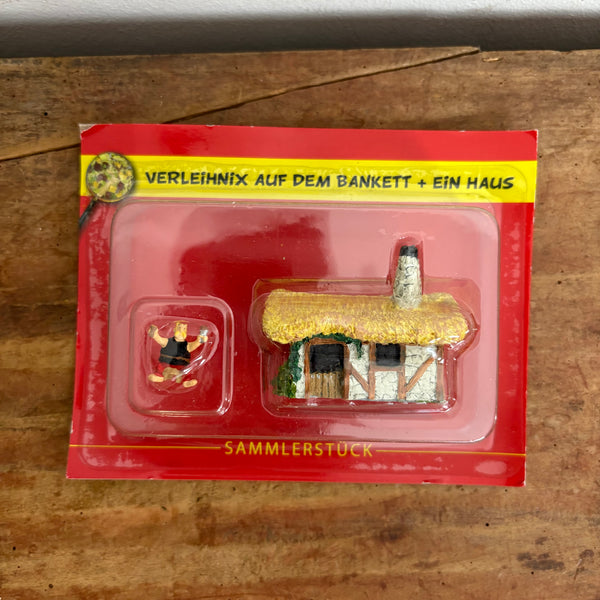 VERLEIHNIX AUF DEM BANKETT + EIN HAUS
SAMMLERSTÜCK